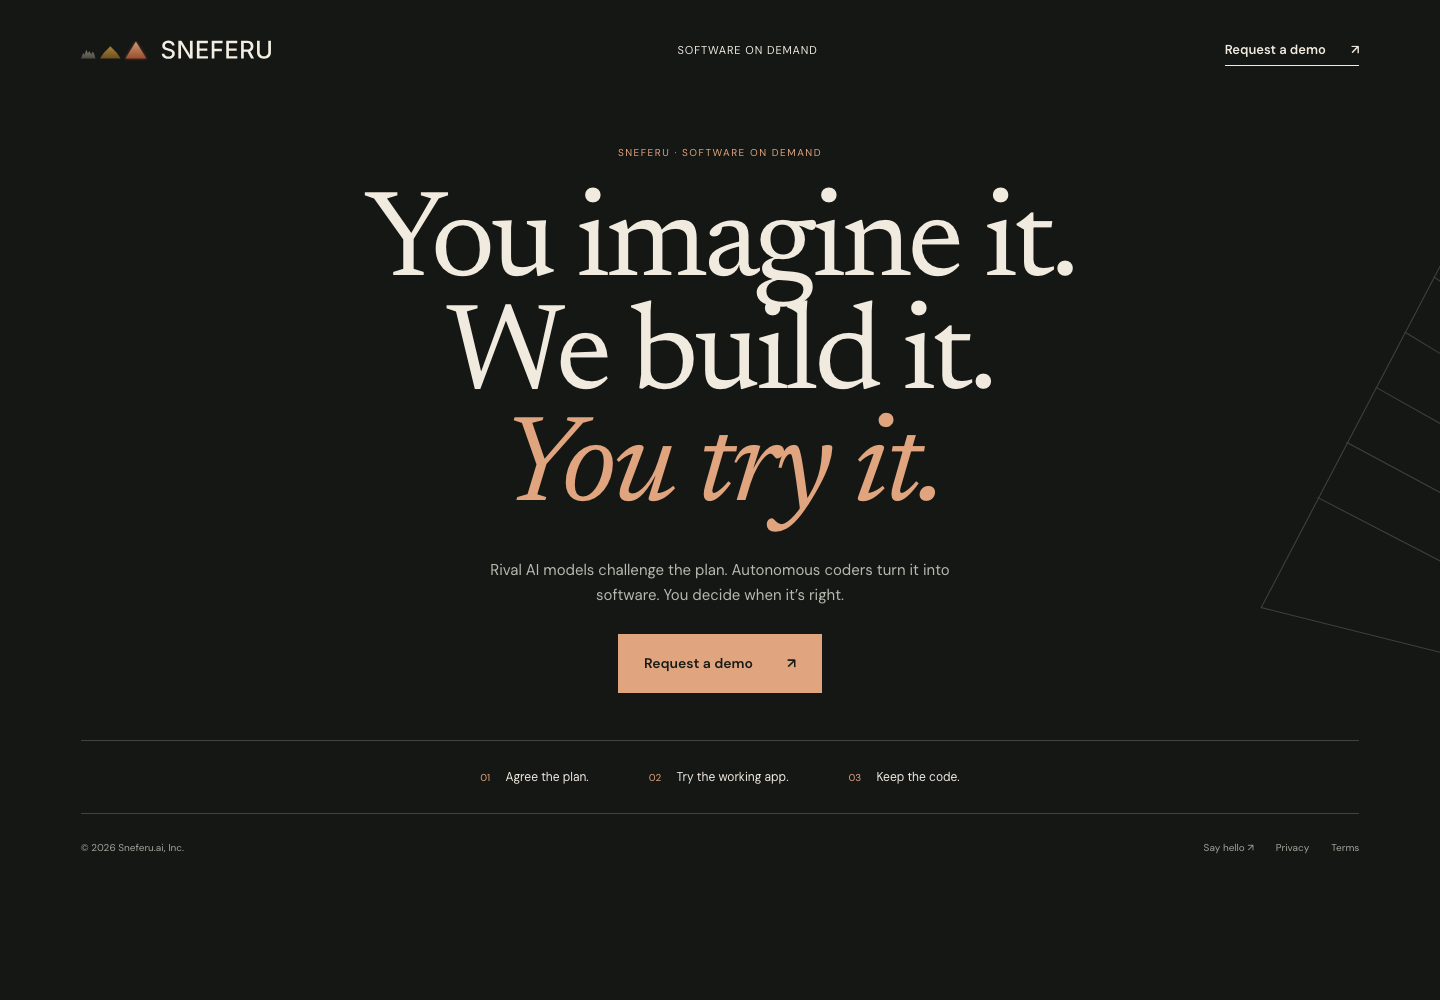 SNEFERU
SOFTWARE ON DEMAND
Request a demo
SNEFERU · SOFTWARE ON DEMAND
You imagine it.
We build it.
You try it.
Rival AI models challenge the plan. Autonomous coders turn it into
software. You decide when it’s right.
Request a demo
01 Agree the plan.
02 Try the working app.
03 Keep the code.
© 2026 Sneferu.ai, Inc.
Say hello ↗
Privacy
Terms